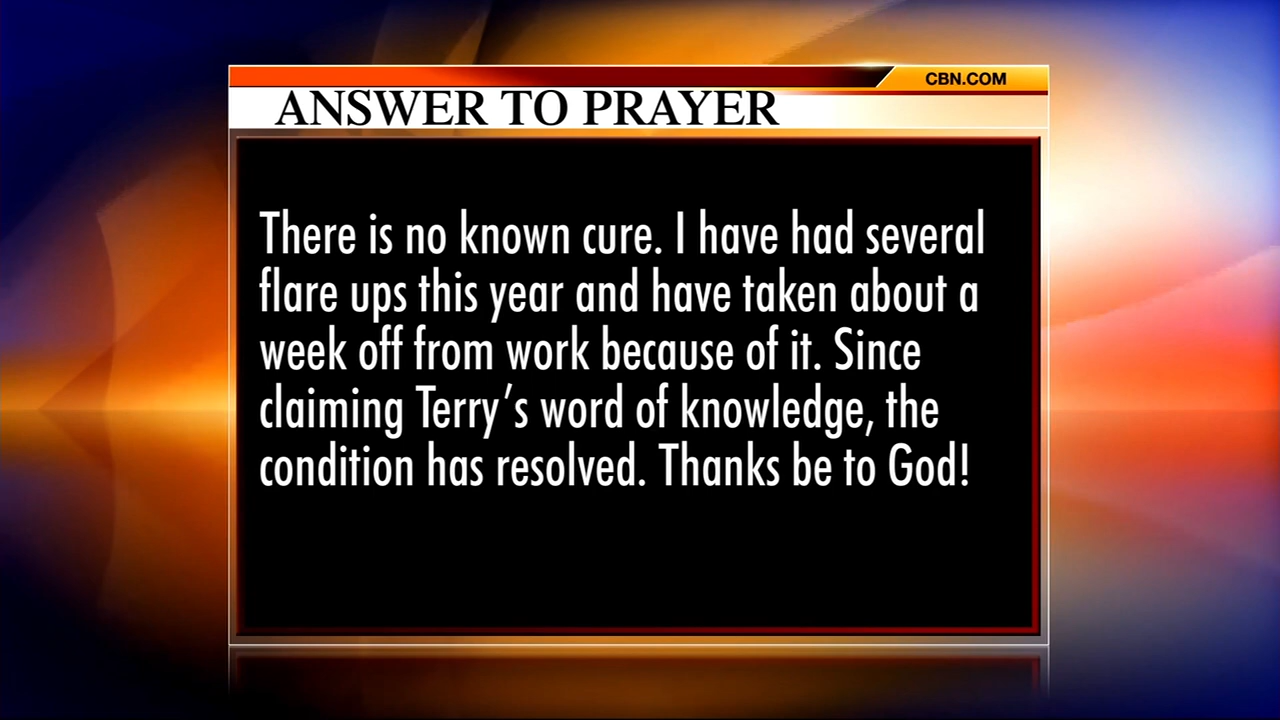 CBN.COM
ANSWER TO PRAYER
There is no known cure. I have had several
flare ups this year and have taken about a
week off from work because of it. Since
claiming Terry’s word of knowledge, the
condition has resolved. Thanks be to God!